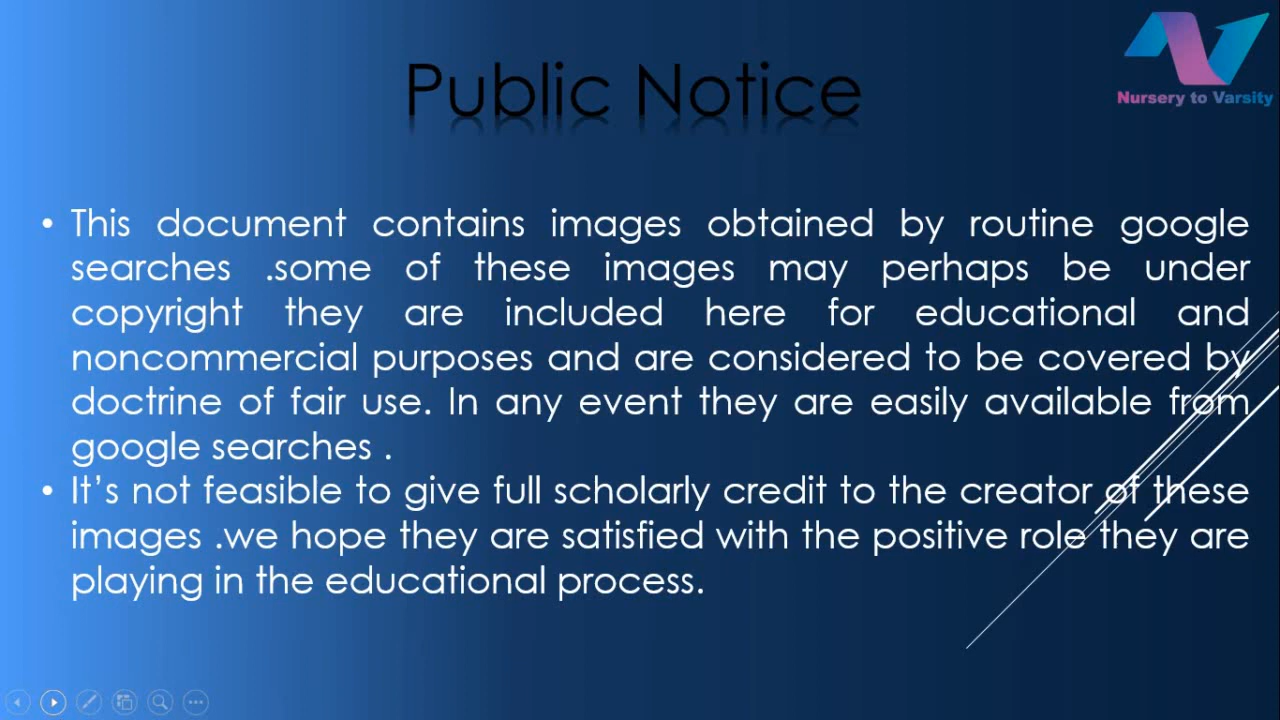 Nursery to Varsity
Public Notice
• This document contains images obtained by routine google
searches .some of these images may perhaps be under
copyright they are included here for educational and
noncommercial purposes and are considered to be covered by
doctrine of fair use. In any event they are easily available from
google searches .
• It’s not feasible to give full scholarly credit to the creator of these
images .we hope they are satisfied with the positive role they are
playing in the educational process.